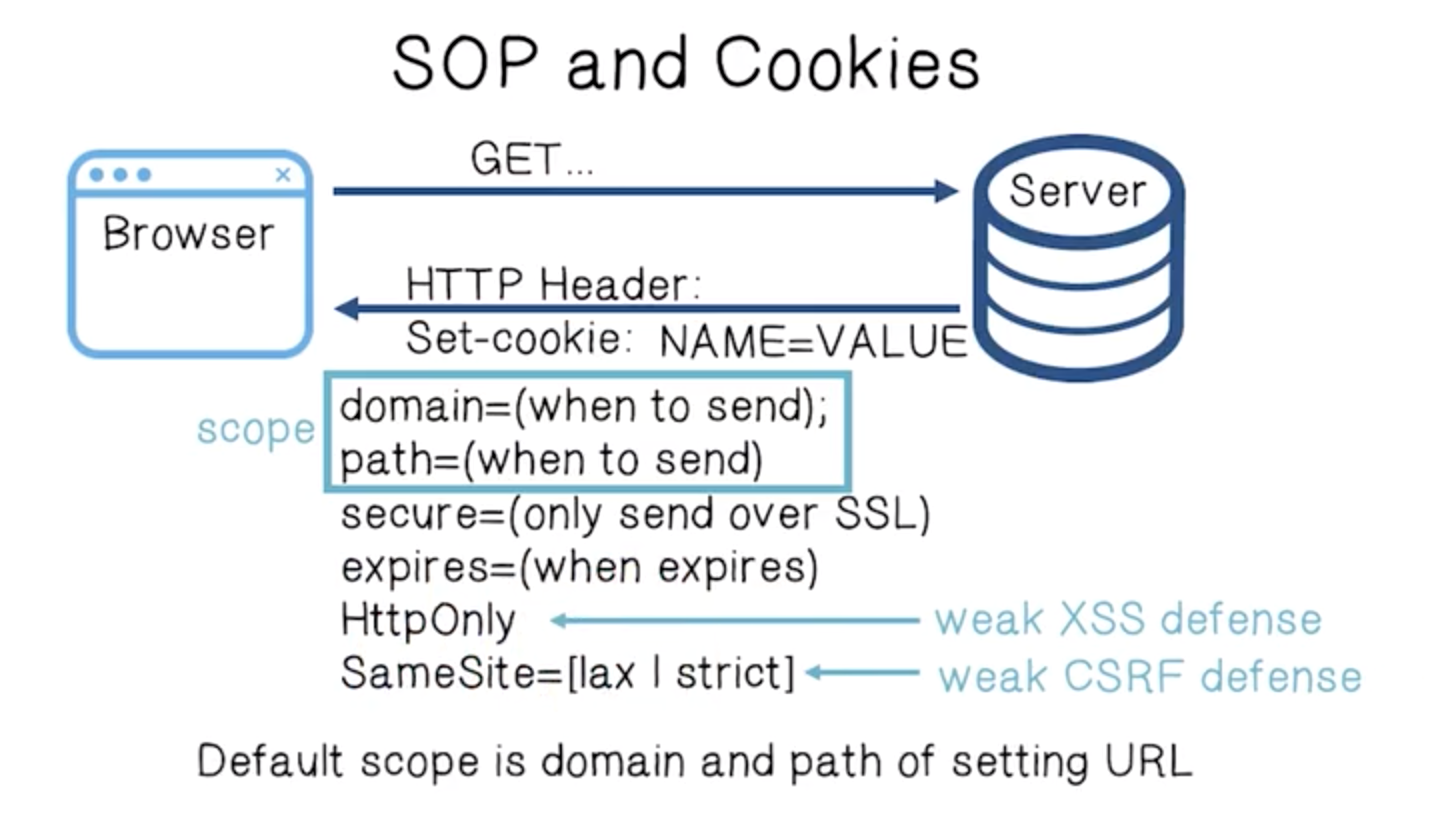 SOP and Cookies
GET...
Browser
Server
HTTP Header:
Set-cookie: NAME=VALUE
scope
domain=(when to send);
path=(when to send)
secure=(only send over SSL)
expires=(when expires)
HttpOnly
weak XSS defense
SameSite=[lax | strict]
weak CSRF defense
Default scope is domain and path of setting URL